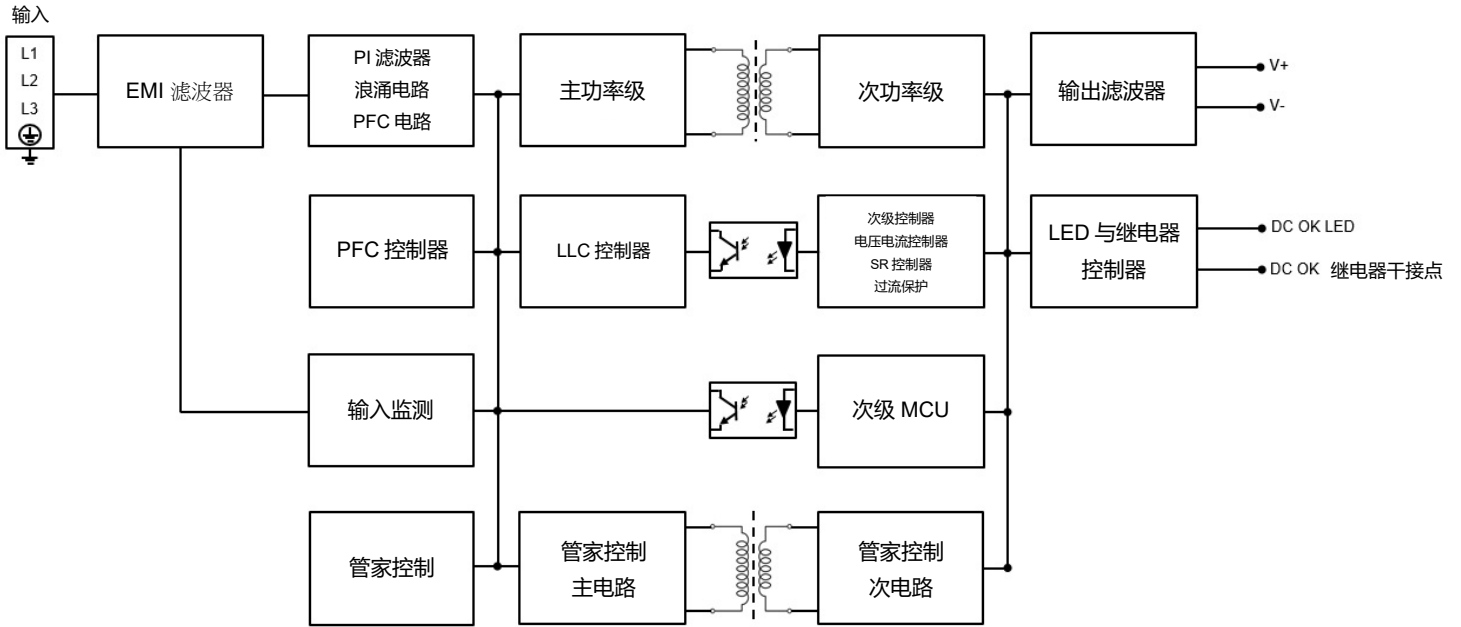 输入
L1
L2
L3
EMI 滤波器
PI 滤波器
浪涌电路
PFC 电路
主功率级
次功率级
输出滤波器
V+
V-
PFC 控制器
LLC 控制器
次级控制器
电压电流控制器
SR 控制器
过流保护
LED 与继电器
控制器
DC OK LED
DC OK 继电器干接点
输入监测
次级 MCU
管家控制
管家控制
主电路
管家控制
次电路